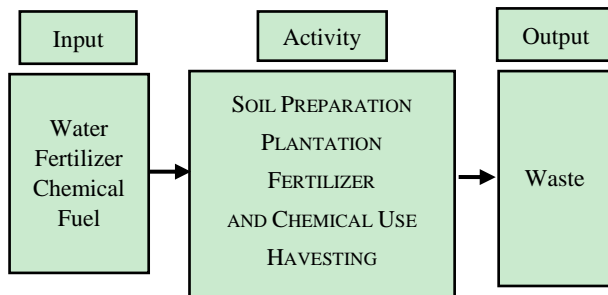 Input
Activity
Output
Water
Fertilizer
Chemical
Fuel
SOIL PREPARATION
PLANTATION
FERTILIZER
AND CHEMICAL USE
HAVESTING
Waste